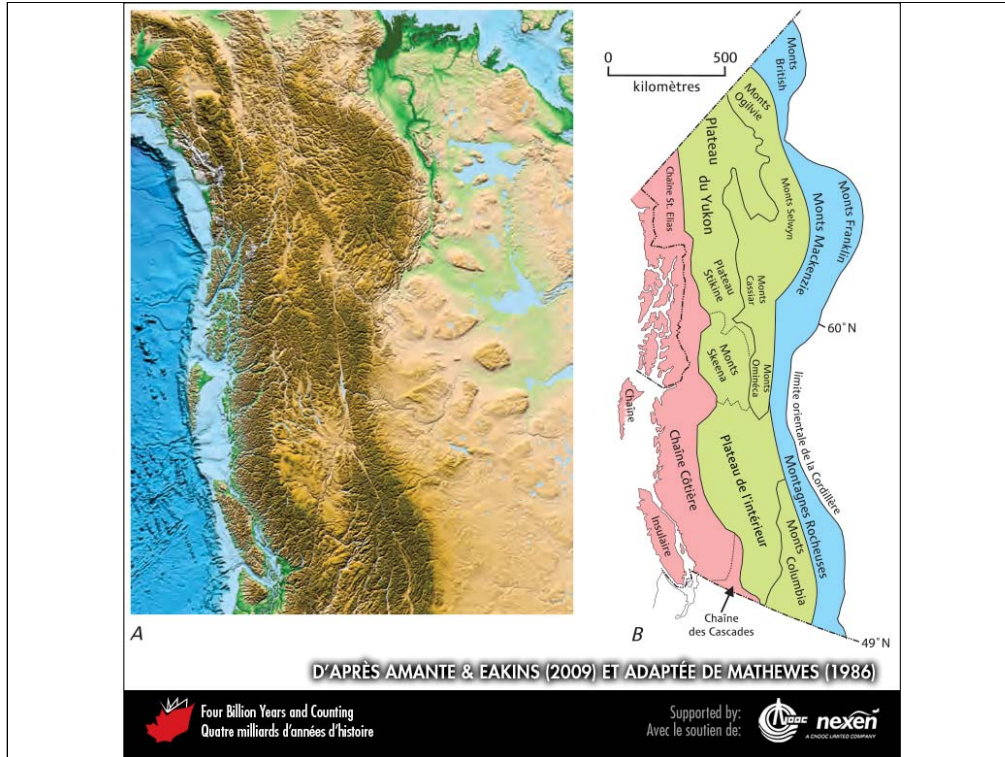 0 500
kilomètres
Monts
British
Monts
Ogilvie
Plateau
du Yukon
Chaîne St. Elias
Monts Selwyn
Monts Franklin
Monts Mackenzie
Plateau
Stikine
Monts
Cassiar
60°N
Monts
Skeena
Monts
Ominéca
limite orientale de la Cordillère
Chaîne
Chaîne Côtière
Plateau de l'intérieur
Montagnes Rocheuses
Insulaire
Monts
Columbia
Chaîne
des Cascades
49°N
A
B
D'APRÈS AMANTE & EAKINS (2009) ET ADAPTÉE DE MATHEWES (1986)
Four Billion Years and Counting
Quatre milliards d'années d'histoire
Supported by:
Avec le soutien de:
CNOOC
nexen
A CNOOC LIMITED COMPANY